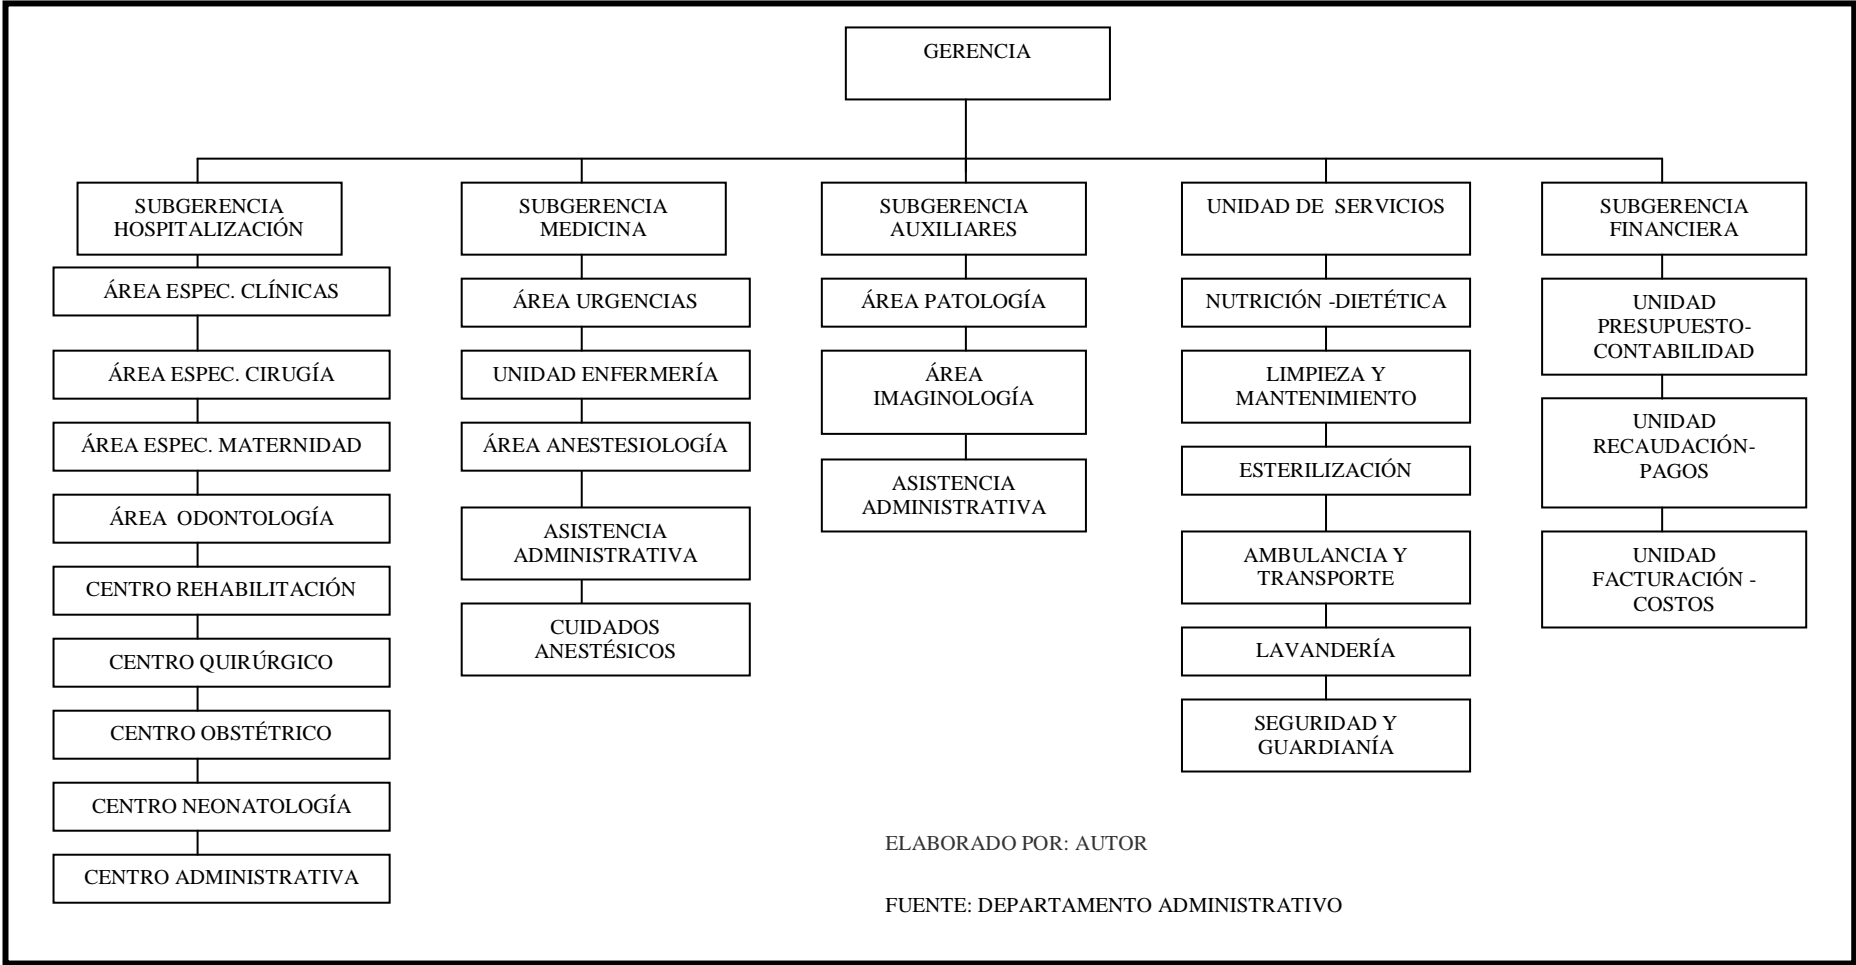 GERENCIA
SUBGERENCIA
HOSPITALIZACIÓN
ÁREA ESPEC. CLÍNICAS
ÁREA ESPEC. CIRUGÍA
ÁREA ESPEC. MATERNIDAD
ÁREA ODONTOLOGÍA
CENTRO REHABILITACIÓN
CENTRO QUIRÚRGICO
CENTRO OBSTÉTRICO
CENTRO NEONATOLOGÍA
CENTRO ADMINISTRATIVA
SUBGERENCIA
MEDICINA
ÁREA URGENCIAS
UNIDAD ENFERMERÍA
ÁREA ANESTESIOLOGÍA
ASISTENCIA
ADMINISTRATIVA
CUIDADOS
ANESTÉSICOS
SUBGERENCIA
AUXILIARES
ÁREA PATOLOGÍA
ÁREA
IMAGINOLOGÍA
ASISTENCIA
ADMINISTRATIVA
UNIDAD DE SERVICIOS
NUTRICIÓN -DIETÉTICA
LIMPIEZA Y
MANTENIMIENTO
ESTERILIZACIÓN
AMBULANCIA Y
TRANSPORTE
LAVANDERÍA
SEGURIDAD Y
GUARDIANÍA
SUBGERENCIA
FINANCIERA
UNIDAD
PRESUPUESTO-
CONTABILIDAD
UNIDAD
RECAUDACIÓN-
PAGOS
UNIDAD
FACTURACIÓN -
COSTOS
ELABORADO POR: AUTOR
FUENTE: DEPARTAMENTO ADMINISTRATIVO